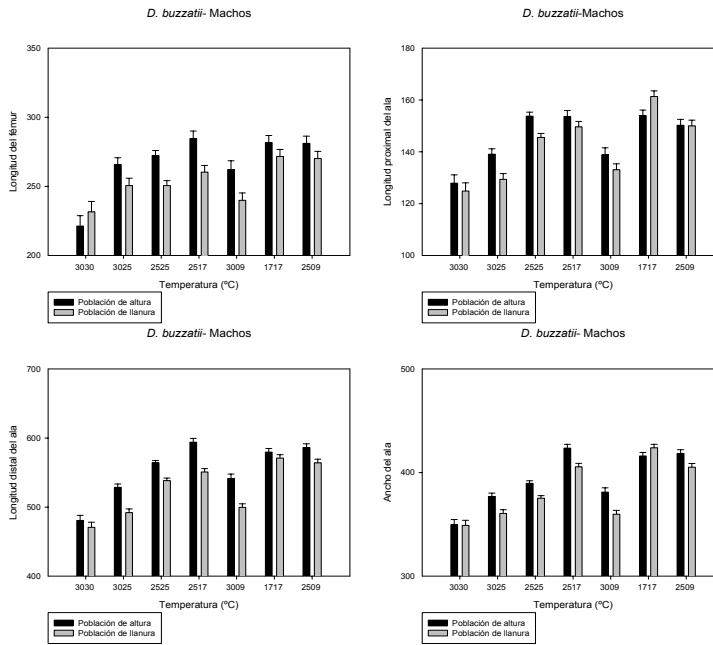 D. buzzatii- Machos
Longitud del fémur
350
300
250
200
3030 3025 2525 2517 3009 1717 2509
Temperatura (ºC)
Población de altura
Población de llanura
D. buzzatii-Machos
Longitud proximal del ala
180
160
140
120
100
3030 3025 2525 2517 3009 1717 2509
Temperatura (ºC)
Población de altura
Población de llanura
D. buzzatii- Machos
Longitud distal del ala
700
600
500
400
3030 3025 2525 2517 3009 1717 2509
Temperatura (ºC)
Población de altura
Población de llanura
D. buzzatii- Machos
Ancho del ala
500
400
300
3030 3025 2525 2517 3009 1717 2509
Temperatura (ºC)
Población de altura
Población de llanura